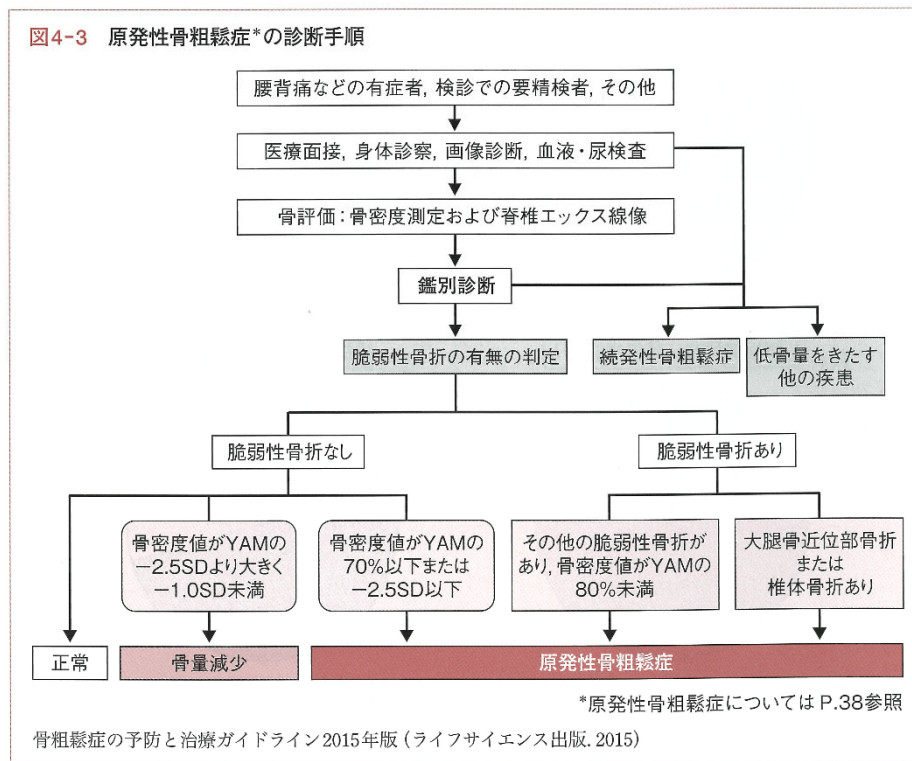 図4-3 原発性骨粗鬆症*の診断手順
腰背痛などの有症者, 検診での要精検者, その他
医療面接, 身体診察, 画像診断, 血液・尿検査
骨評価：骨密度測定および脊椎エックス線像
鑑別診断
脆弱性骨折の有無の判定
続発性骨粗鬆症
低骨量をきたす
他の疾患
脆弱性骨折なし
脆弱性骨折あり
骨密度値がYAMの
−2.5SDより大きく
−1.0SD未満
骨密度値がYAMの
70%以下または
−2.5SD以下
その他の脆弱性骨折が
あり, 骨密度値がYAMの
80%未満
大腿骨近位部骨折
または
椎体骨折あり
正常
骨量減少
原発性骨粗鬆症
*原発性骨粗鬆症についてはP.38参照
骨粗鬆症の予防と治療ガイドライン2015年版 (ライフサイエンス出版. 2015)